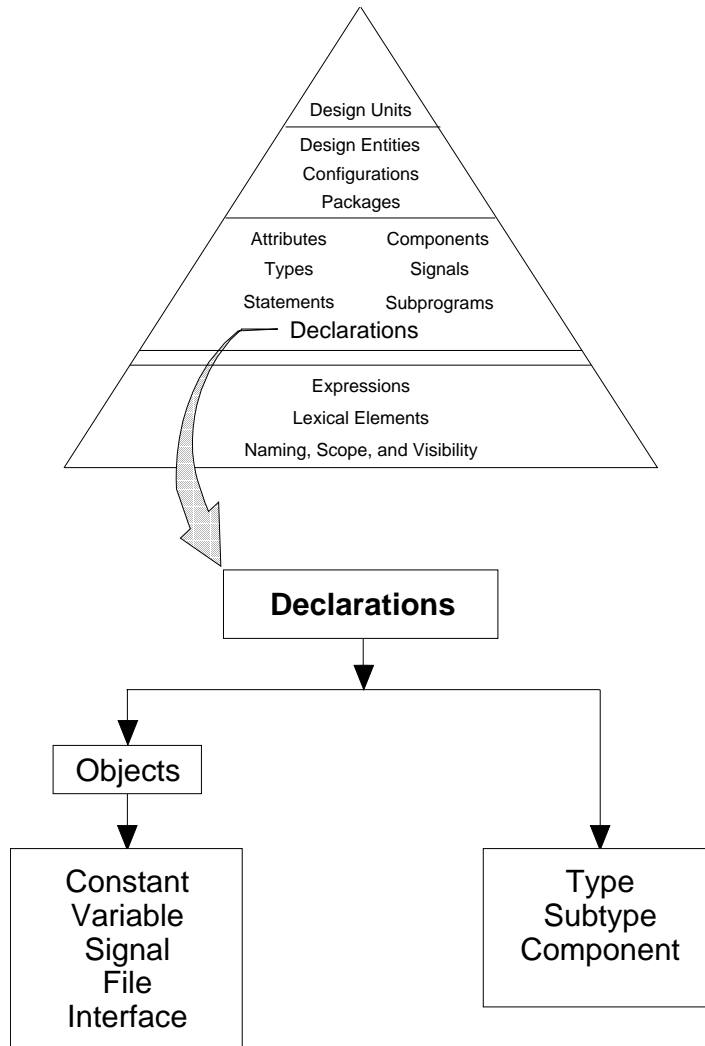 Design Units
Design Entities
Configurations
Packages
Attributes Components
Types Signals
Statements Subprograms
Declarations
Expressions
Lexical Elements
Naming, Scope, and Visibility
Declarations
Objects
Constant
Variable
Signal
File
Interface
Type
Subtype
Component